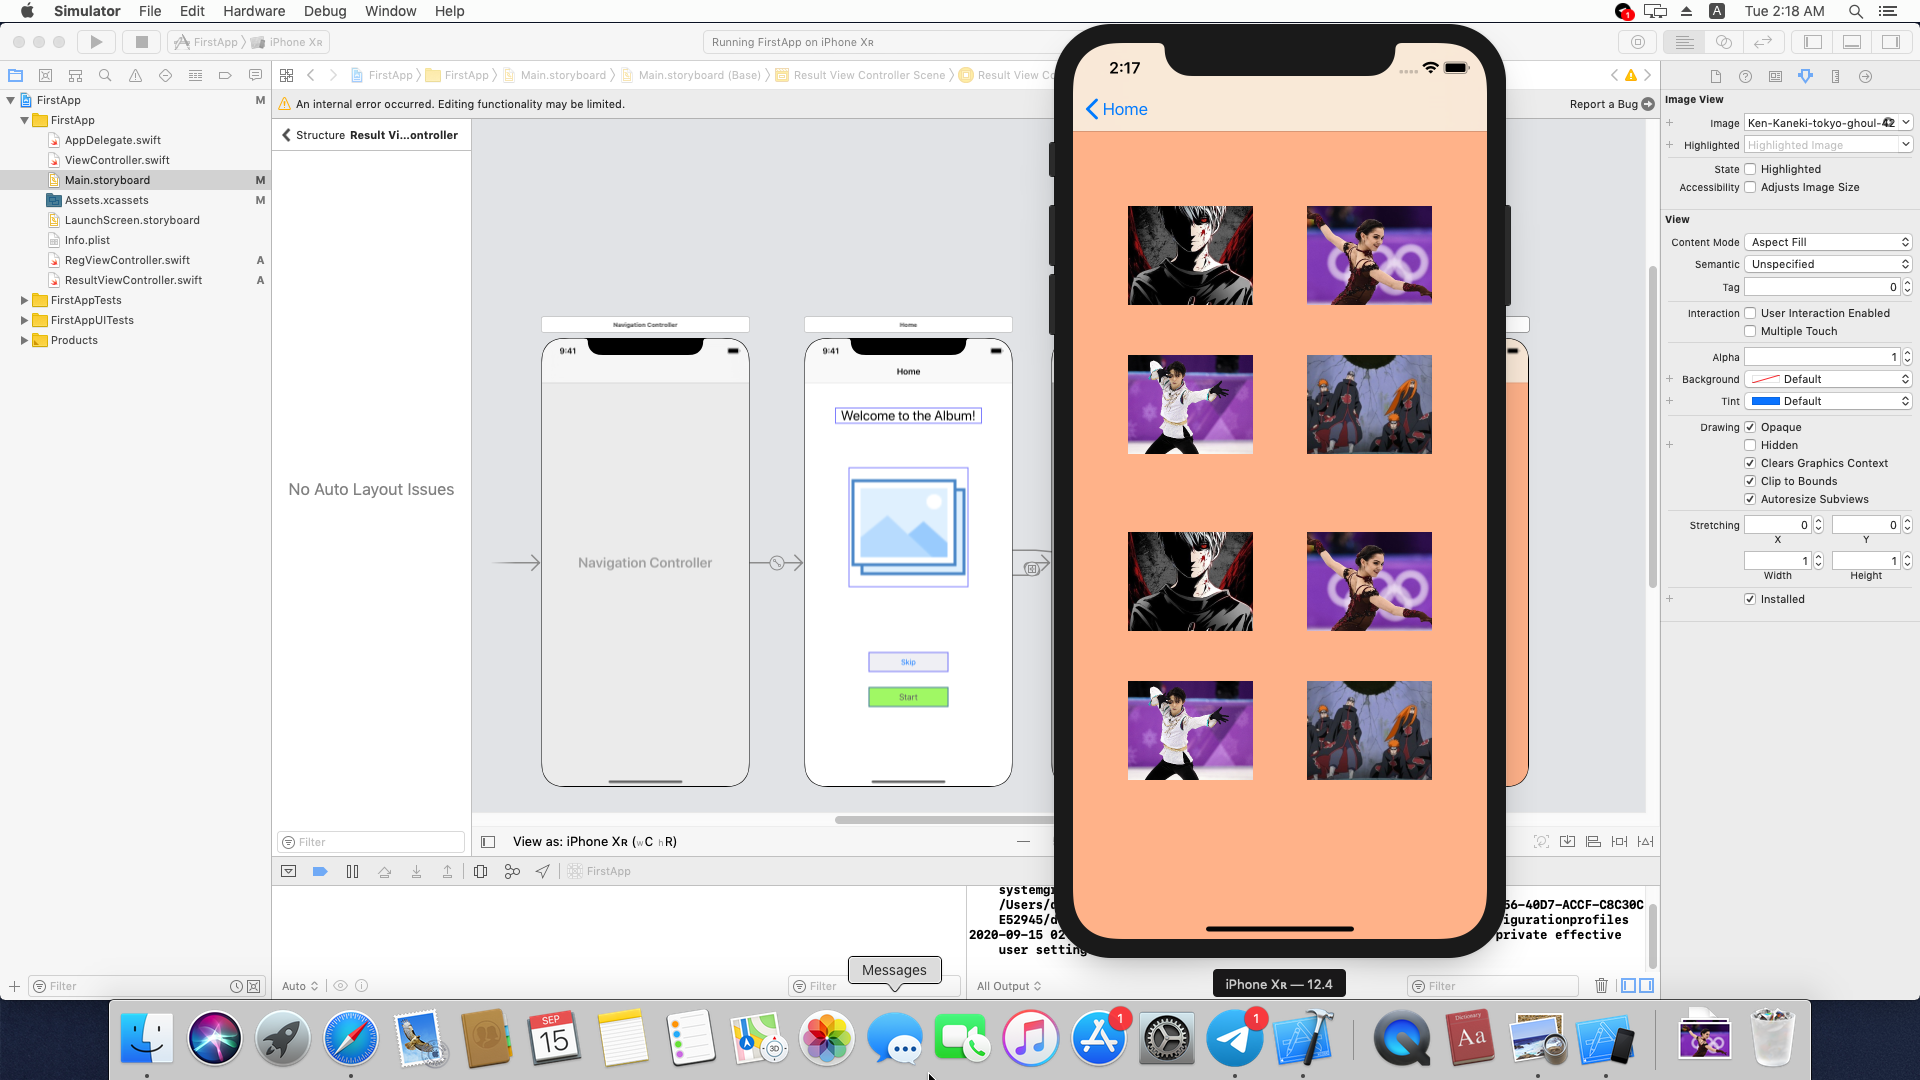 Simulator File Edit Hardware Debug Window Help
1
A
Tue 2:18 AM
FirstApp iPhone Xʀ
Running FirstApp on iPhone Xʀ
FirstApp FirstApp Main.storyboard Main.storyboard (Base) Result View Controller Scene Result View Co
An internal error occurred. Editing functionality may be limited.
Report a Bug
FirstApp M
FirstApp
AppDelegate.swift
ViewController.swift
Main.storyboard M
Assets.xcassets M
LaunchScreen.storyboard
Info.plist
RegViewController.swift A
ResultViewController.swift A
FirstAppTests
FirstAppUITests
Products
Filter
Structure Result Vi...ontroller
No Auto Layout Issues
Filter
Navigation Controller
9:41
Navigation Controller
Home
9:41
Home
Welcome to the Album!
Skip
Start
View as: iPhone Xʀ (wC hR)
2:17
Home
iPhone Xʀ — 12.4
Image View
Image Ken-Kaneki-tokyo-ghoul-42
Highlighted Highlighted Image
State Highlighted
Accessibility Adjusts Image Size
View
Content Mode Aspect Fill
Semantic Unspecified
Tag 0
Interaction User Interaction Enabled
Multiple Touch
Alpha 1
Background Default
Tint Default
Drawing Opaque
Hidden
Clears Graphics Context
Clip to Bounds
Autoresize Subviews
Stretching 0 0
X Y
1 1
Width Height
Installed
FirstApp
systemgr
/Users/ 56-40D7-ACCF-C8C30C
E52945/d igurationprofiles
2020-09-15 02 private effective
user setting
Auto
Filter
All Output
Filter
Messages
SEP
15
3D
1
1
Dictionary
Aa